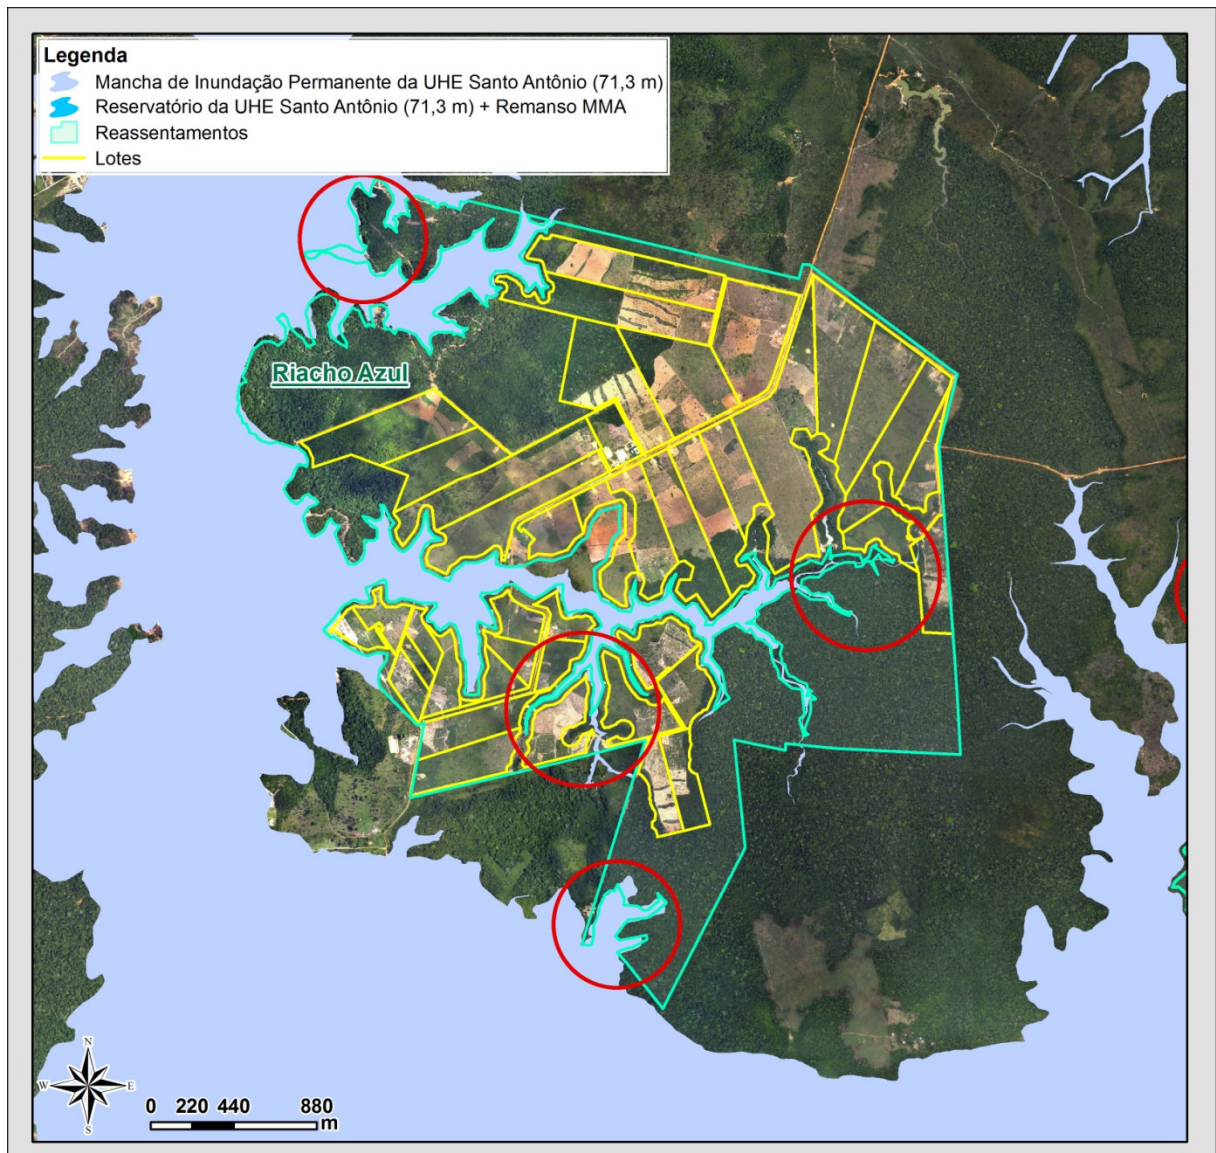 Legenda
Mancha de Inundação Permanente da UHE Santo Antônio (71,3 m)
Reservatório da UHE Santo Antônio (71,3 m) + Remanso MMA
Reassentamentos
Lotes
Riacho Azul
N
W E
S
0 220 440 880
m